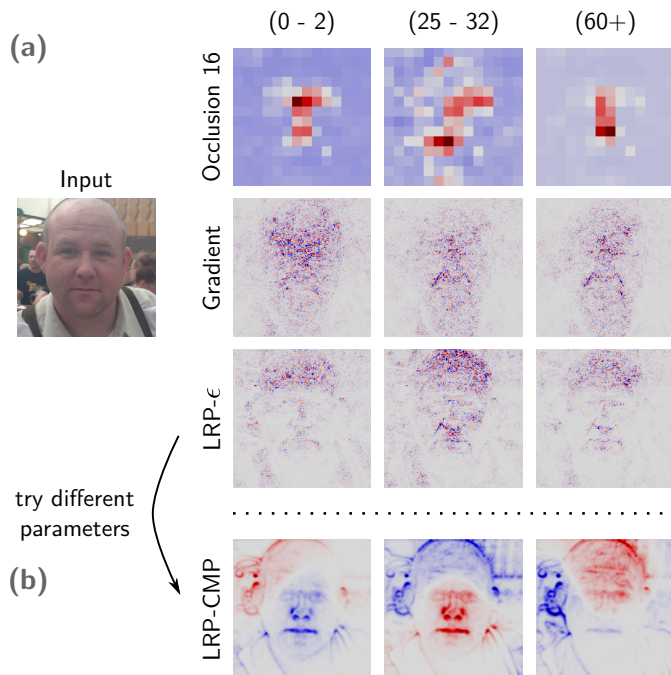 (0 - 2) (25 - 32) (60+)
(a)
Occlusion 16
Input
Gradient
LRP-ϵ
try different
parameters
(b)
LRP-CMP